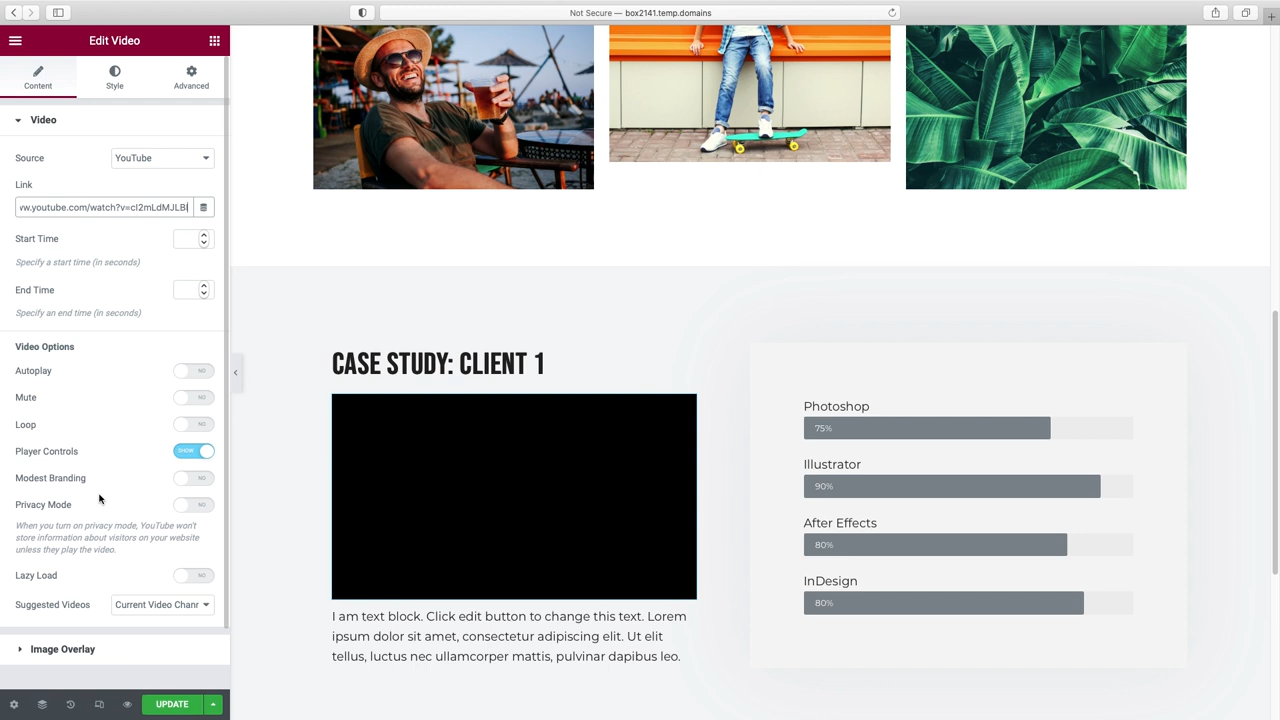 Not Secure — box2141.temp.domains
Edit Video
Content
Style
Advanced
Video
Source
YouTube
Link
w.youtube.com/watch?v=cI2mLdMJLBI
Start Time
Specify a start time (in seconds)
End Time
Specify an end time (in seconds)
Video Options
Autoplay
NO
Mute
NO
Loop
NO
Player Controls
SHOW
Modest Branding
NO
Privacy Mode
NO
When you turn on privacy mode, YouTube won't
store information about visitors on your website
unless they play the video.
Lazy Load
NO
Suggested Videos
Current Video Chanr
Image Overlay
UPDATE
CASE STUDY: CLIENT 1
I am text block. Click edit button to change this text. Lorem
ipsum dolor sit amet, consectetur adipiscing elit. Ut elit
tellus, luctus nec ullamcorper mattis, pulvinar dapibus leo.
Photoshop
75%
Illustrator
90%
After Effects
80%
InDesign
80%